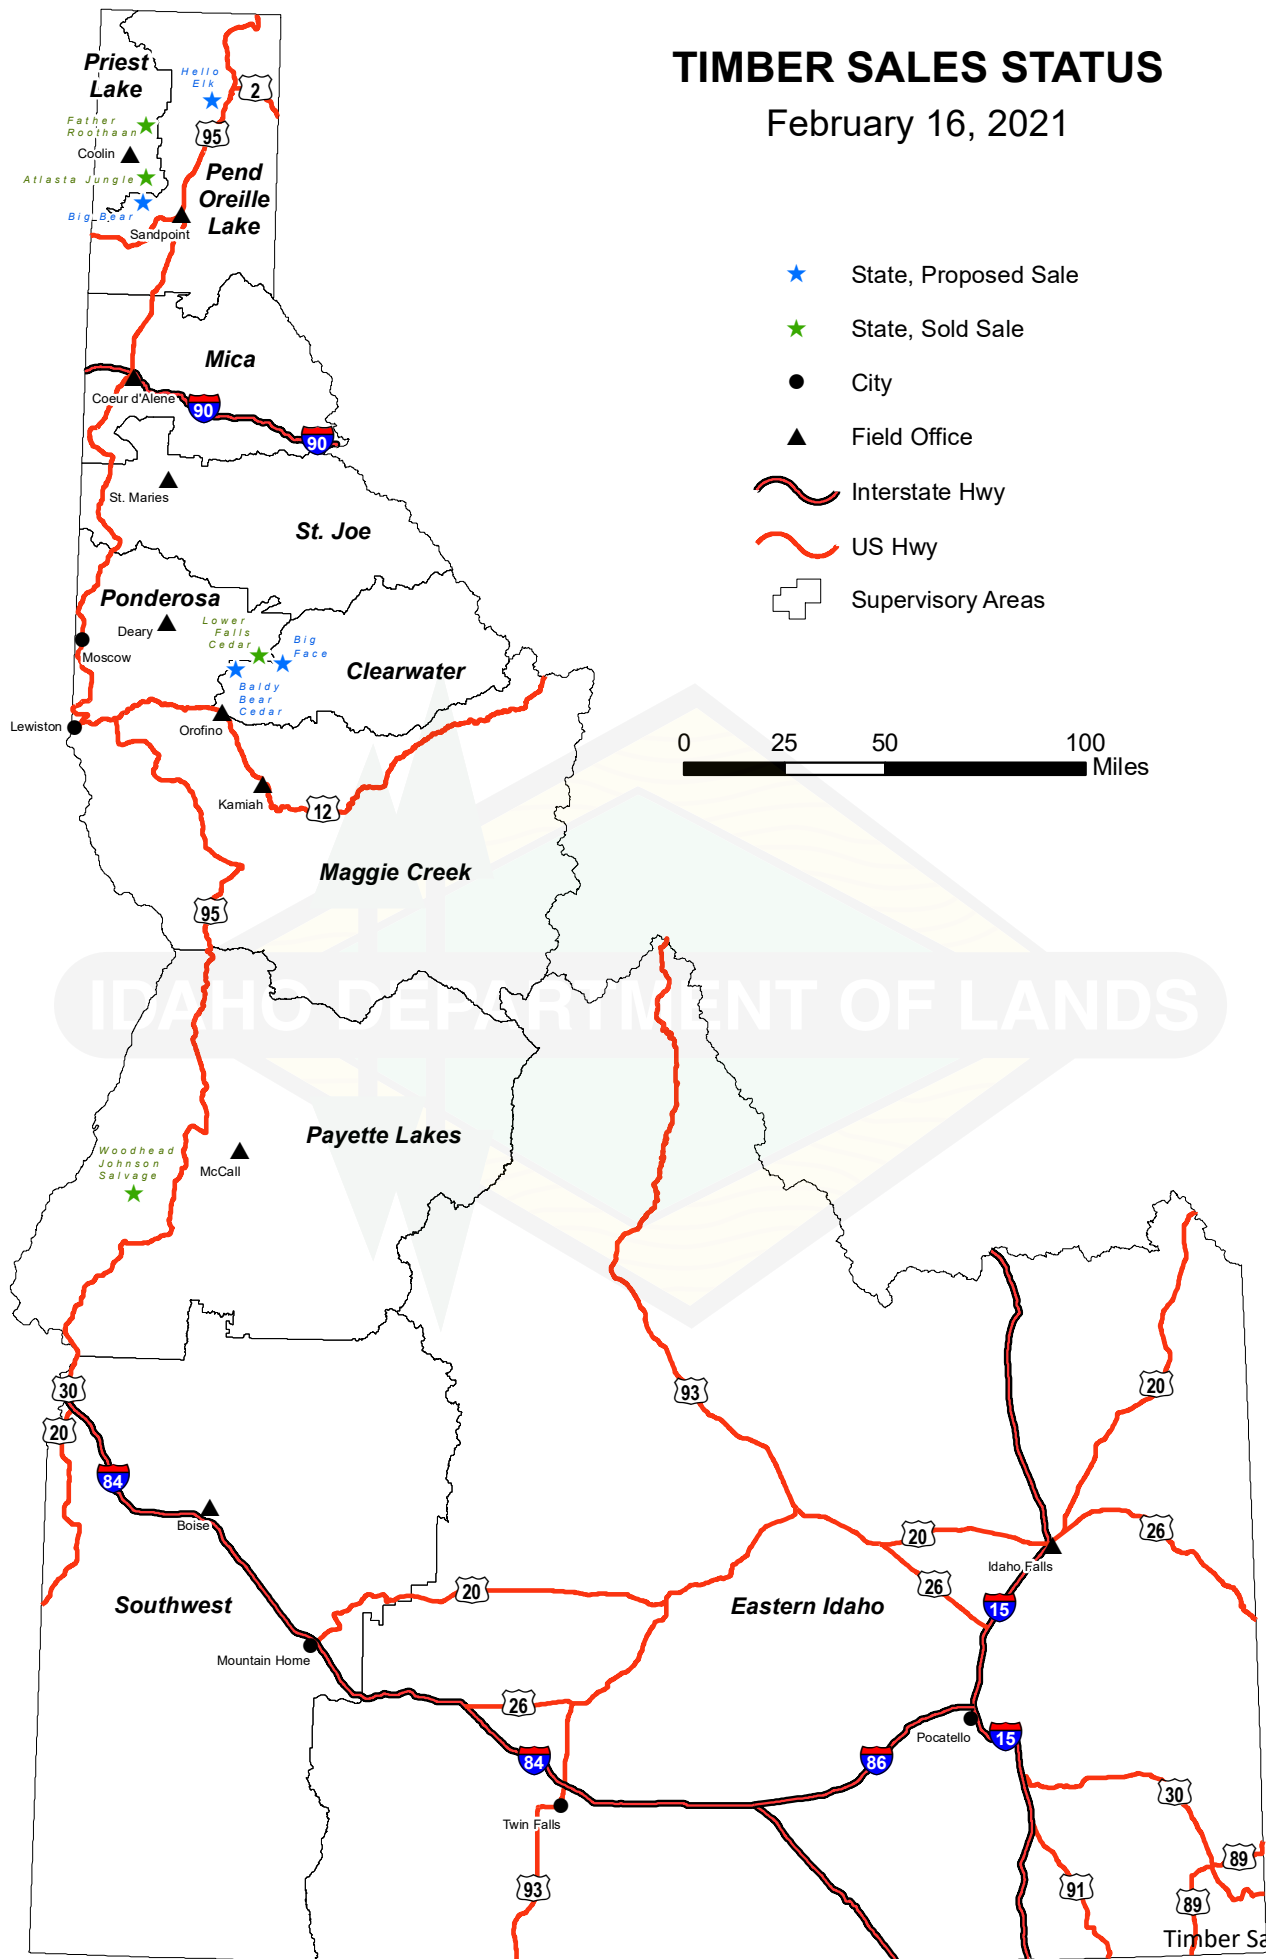 TIMBER SALES STATUS
February 16, 2021
State, Proposed Sale
State, Sold Sale
City
Field Office
Interstate Hwy
US Hwy
Supervisory Areas
0 25 50 100
Miles
Priest
Lake
Hello
Elk
2
Father
Roothaan
95
Coolin
Pend
Oreille
Lake
Atlasta Jungle
Big Bear
Sandpoint
Mica
Coeur d'Alene
90
90
St. Maries
St. Joe
Ponderosa
Deary
Lower
Falls
Cedar
Big
Face
Moscow
Clearwater
Baldy
Bear
Cedar
Lewiston
Orofino
Kamiah
12
Maggie Creek
95
IDAHO DEPARTMENT OF LANDS
Payette Lakes
Woodhead
Johnson
Salvage
McCall
30
20
93
20
84
Boise
20
26
Idaho Falls
26
20
15
Southwest
Eastern Idaho
Mountain Home
26
Pocatello
15
84
86
30
Twin Falls
89
93
91
89
Timber Sa